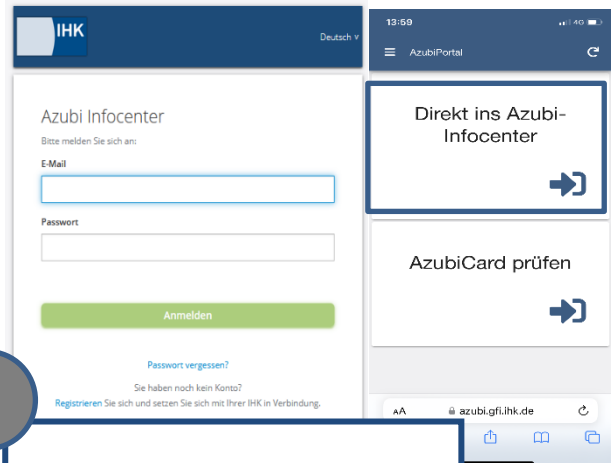 IHK
Deutsch v
Azubi Infocenter
Bitte melden Sie sich an:
E-Mail
Passwort
Anmelden
Passwort vergessen?
Sie haben noch kein Konto?
Registrieren Sie sich und setzen Sie sich mit Ihrer IHK in Verbindung.
13:59
4G
AzubiPortal
Direkt ins Azubi-
Infocenter
AzubiCard prüfen
AA azubi.gfi.ihk.de